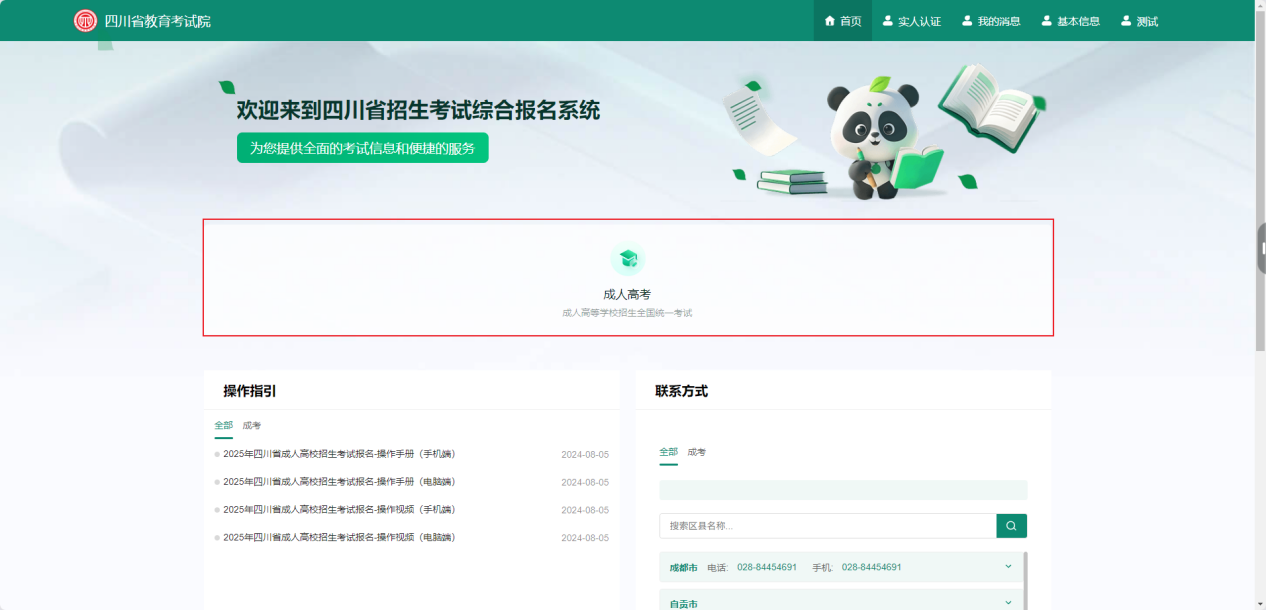 四川省教育考试院
首页 实人认证 我的消息 基本信息 测试
欢迎来到四川省招生考试综合报名系统
为您提供全面的考试信息和便捷的服务
成人高考
成人高等学校招生全国统一考试
操作指引
全部 成考
2025年四川省成人高校招生考试报名-操作手册（手机端） 2024-08-05
2025年四川省成人高校招生考试报名-操作手册（电脑端） 2024-08-05
2025年四川省成人高校招生考试报名-操作视频（手机端） 2024-08-05
2025年四川省成人高校招生考试报名-操作视频（电脑端） 2024-08-05
联系方式
全部 成考
搜索区县名称...
成都市 电话: 028-84454691 手机: 028-84454691
自贡市